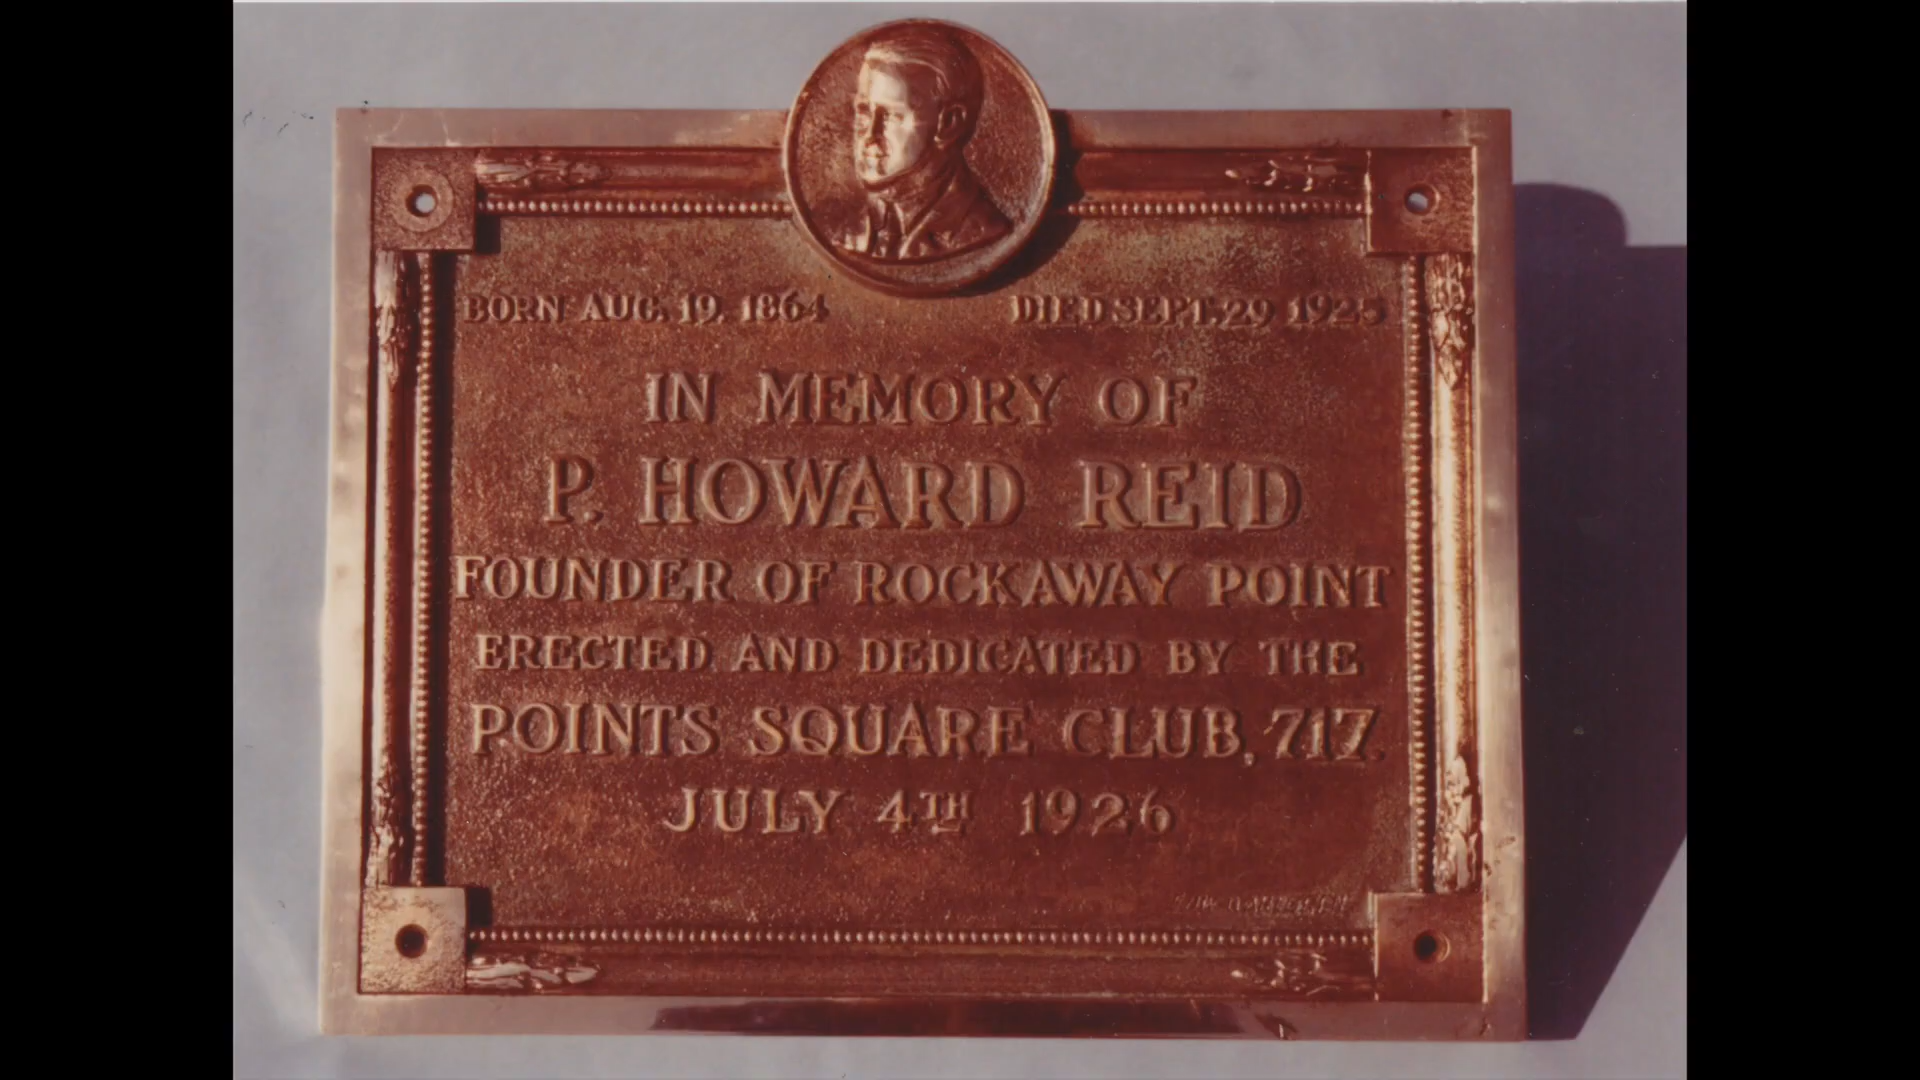 BORN AUG. 19, 1864 DIED SEPT. 29 1925
IN MEMORY OF
P. HOWARD REID
FOUNDER OF ROCKAWAY POINT
ERECTED AND DEDICATED BY THE
POINTS SQUARE CLUB, 717.
JULY 4TH 1926